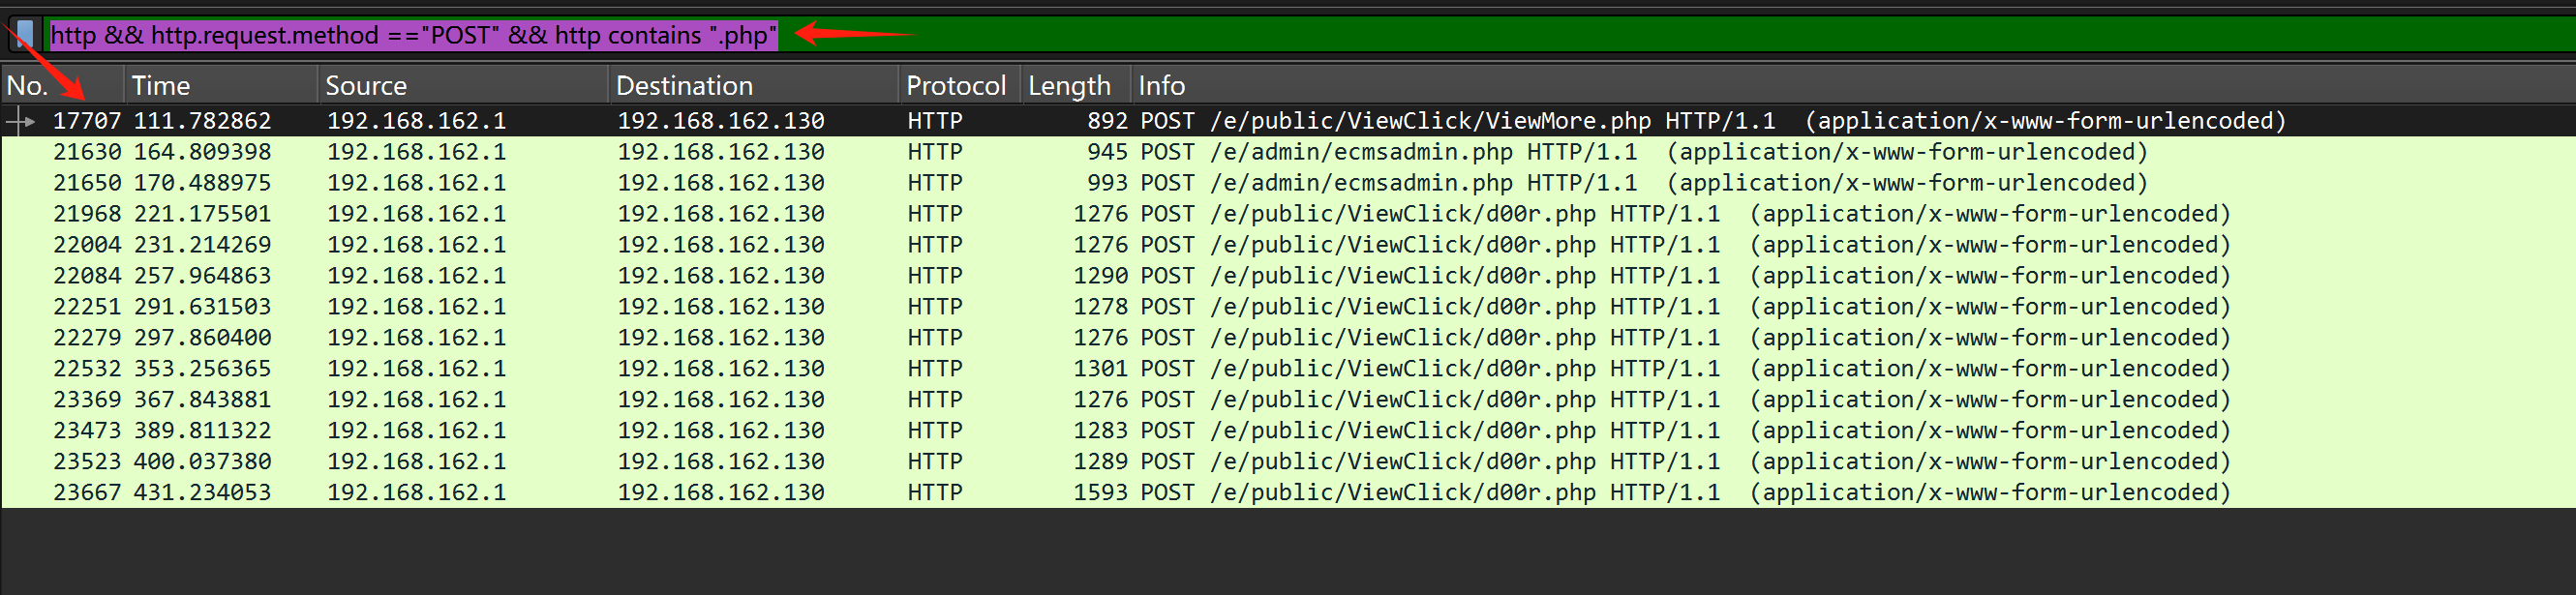 http && http.request.method =="POST" && http contains ".php"
No. Time Source Destination Protocol Length Info
17707 111.782862 192.168.162.1 192.168.162.130 HTTP 892 POST /e/public/ViewClick/ViewMore.php HTTP/1.1 (application/x-www-form-urlencoded)
21630 164.809398 192.168.162.1 192.168.162.130 HTTP 945 POST /e/admin/ecmsadmin.php HTTP/1.1 (application/x-www-form-urlencoded)
21650 170.488975 192.168.162.1 192.168.162.130 HTTP 993 POST /e/admin/ecmsadmin.php HTTP/1.1 (application/x-www-form-urlencoded)
21968 221.175501 192.168.162.1 192.168.162.130 HTTP 1276 POST /e/public/ViewClick/d00r.php HTTP/1.1 (application/x-www-form-urlencoded)
22004 231.214269 192.168.162.1 192.168.162.130 HTTP 1276 POST /e/public/ViewClick/d00r.php HTTP/1.1 (application/x-www-form-urlencoded)
22084 257.964863 192.168.162.1 192.168.162.130 HTTP 1290 POST /e/public/ViewClick/d00r.php HTTP/1.1 (application/x-www-form-urlencoded)
22251 291.631503 192.168.162.1 192.168.162.130 HTTP 1278 POST /e/public/ViewClick/d00r.php HTTP/1.1 (application/x-www-form-urlencoded)
22279 297.860400 192.168.162.1 192.168.162.130 HTTP 1276 POST /e/public/ViewClick/d00r.php HTTP/1.1 (application/x-www-form-urlencoded)
22532 353.256365 192.168.162.1 192.168.162.130 HTTP 1301 POST /e/public/ViewClick/d00r.php HTTP/1.1 (application/x-www-form-urlencoded)
23369 367.843881 192.168.162.1 192.168.162.130 HTTP 1276 POST /e/public/ViewClick/d00r.php HTTP/1.1 (application/x-www-form-urlencoded)
23473 389.811322 192.168.162.1 192.168.162.130 HTTP 1283 POST /e/public/ViewClick/d00r.php HTTP/1.1 (application/x-www-form-urlencoded)
23523 400.037380 192.168.162.1 192.168.162.130 HTTP 1289 POST /e/public/ViewClick/d00r.php HTTP/1.1 (application/x-www-form-urlencoded)
23667 431.234053 192.168.162.1 192.168.162.130 HTTP 1593 POST /e/public/ViewClick/d00r.php HTTP/1.1 (application/x-www-form-urlencoded)